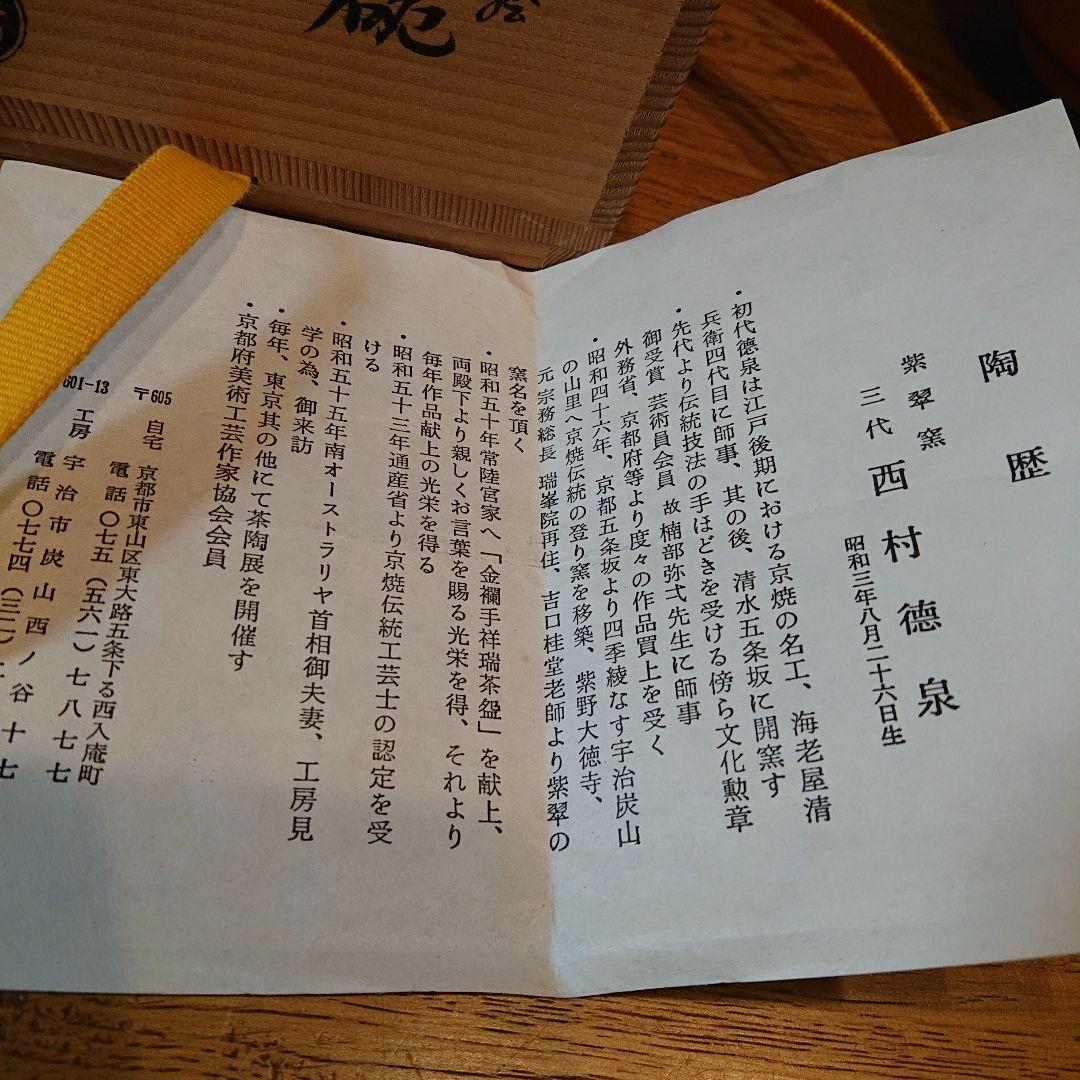 絵
碗
陶歴
紫翠窯
三代 西村德泉
昭和三年八月二十六日生
・初代德泉は江戸後期における京焼の名工、海老屋清
兵衛四代目に師事、其の後、清水五条坂に開窯す
・先代より伝統技法の手ほどきを受ける傍ら文化勲章
御受賞 芸術員会員 故 楠部弥弌 先生に師事
外務省、京都府等より度々の作品買上を受く
・昭和四十六年、京都五条坂より四季綾なす宇治炭山
の山里へ京焼伝統の登り窯を移築、紫野大徳寺、
元 宗務総長 瑞峯院再住、吉口桂堂老師より紫翠の
窯名を頂く
・昭和五十年常陸宮家へ「金襴手祥瑞茶盌」を献上、
両殿下より親しくお言葉を賜る光栄を得、それより
毎年作品献上の光栄を得る
・昭和五十三年通産省より京焼伝統工芸士の認定を受
ける
・昭和五十五年南オーストラリヤ首相御夫妻、工房見
学の為、御来訪
・毎年、東京其の他にて茶陶展を開催す
京都府美術工芸作家協会会員
〒605 自宅 京都市東山区東大路五条下る西入庵町
電話〇七五(五六一)七八七七
601-13 工房 宇治市炭山西ノ谷十七
電話〇七七四(三二)